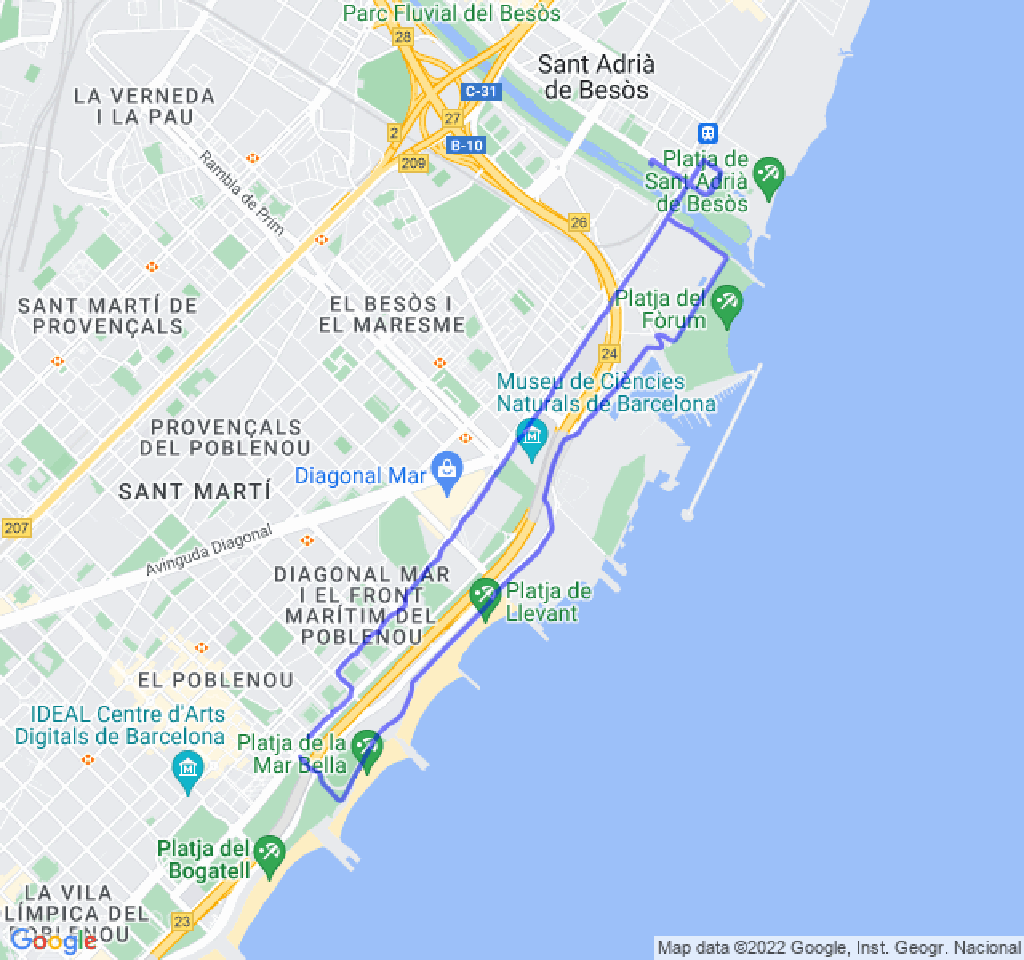 Parc Fluvial del Besòs
28
Sant Adrià
de Besòs
C-31
LA VERNEDA
I LA PAU
27
2
B-10
209
Rambla de Prim
Platja de
Sant Adrià
de Besòs
26
SANT MARTÍ DE
PROVENÇALS
EL BESÒS I
EL MARESME
Platja del
Fòrum
24
Museu de Ciències
Naturals de Barcelona
PROVENÇALS
DEL POBLENOU
Diagonal Mar
SANT MARTÍ
207
Avinguda Diagonal
DIAGONAL MAR
I EL FRONT
MARÍTIM DEL
POBLENOU
Platja de
Llevant
EL POBLENOU
IDEAL Centre d'Arts
Digitals de Barcelona
Platja de la
Mar Bella
Platja del
Bogatell
LA VILA
OLÍMPICA DEL
POBLENOU
23
Google
Map data ©2022 Google, Inst. Geogr. Nacional